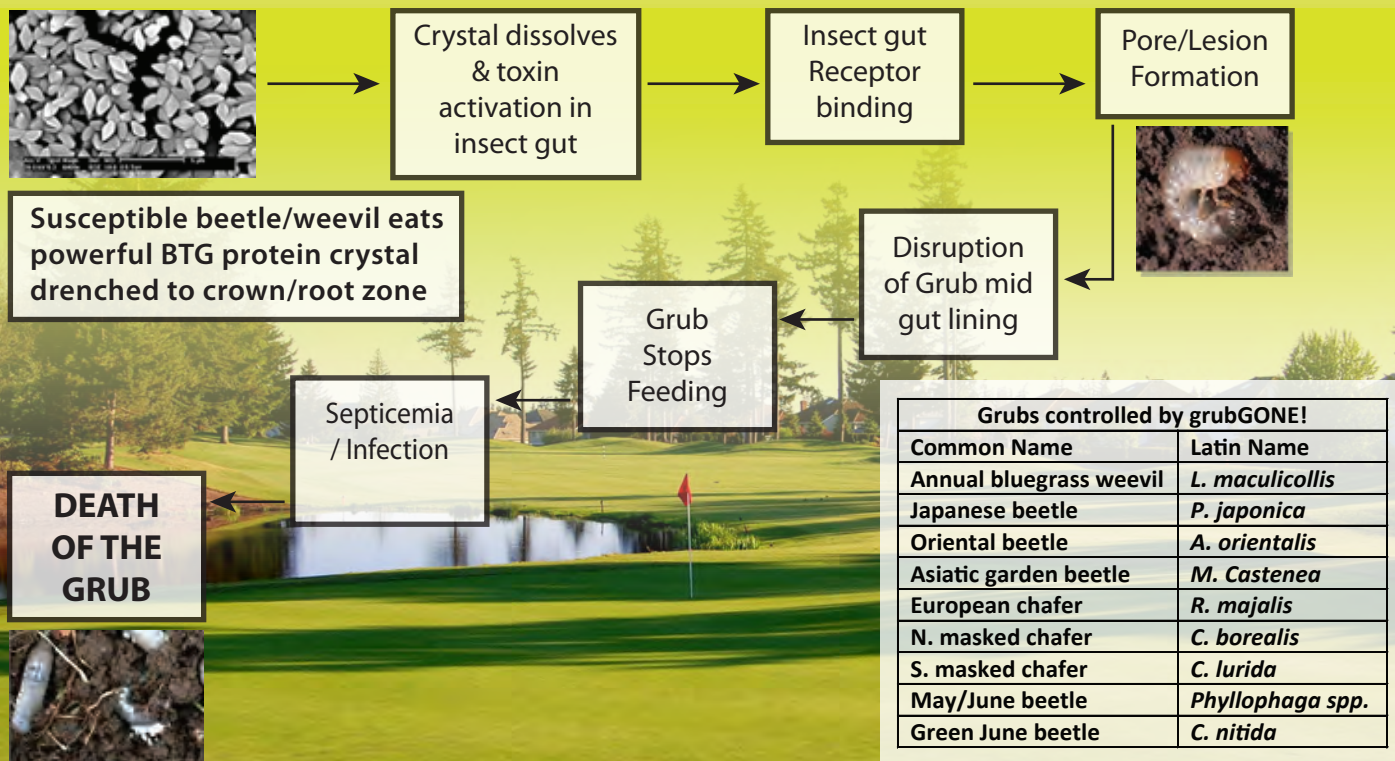 Crystal dissolves
& toxin
activation in
insect gut
Insect gut
Receptor
binding
Pore/Lesion
Formation
Susceptible beetle/weevil eats
powerful BTG protein crystal
drenched to crown/root zone
Disruption
of Grub mid
gut lining
Grub
Stops
Feeding
Septicemia
/ Infection
DEATH
OF THE
GRUB
Grubs controlled by grubGONE!
Common Name Latin Name
Annual bluegrass weevil L. maculicollis
Japanese beetle P. japonica
Oriental beetle A. orientalis
Asiatic garden beetle M. Castenea
European chafer R. majalis
N. masked chafer C. borealis
S. masked chafer C. lurida
May/June beetle Phyllophaga spp.
Green June beetle C. nitida